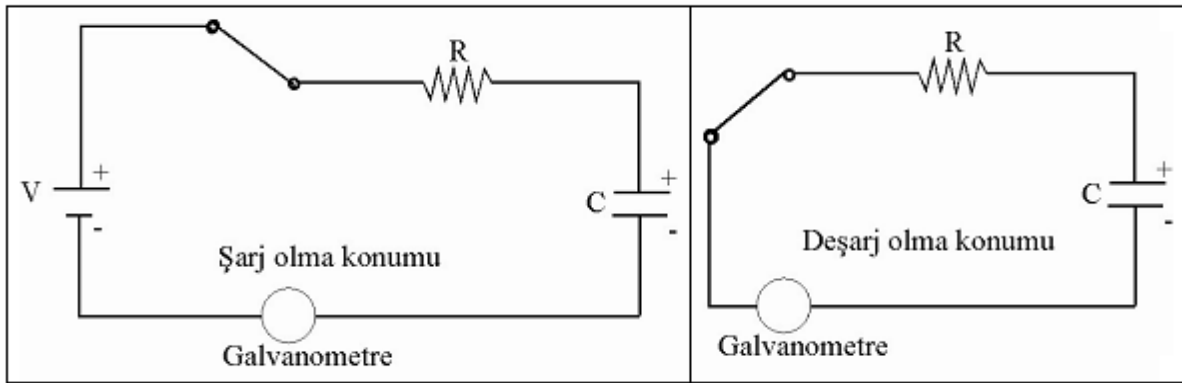 R
V
+
-
C
+
-
Şarj olma konumu
Galvanometre
R
C
+
-
Deşarj olma konumu
Galvanometre